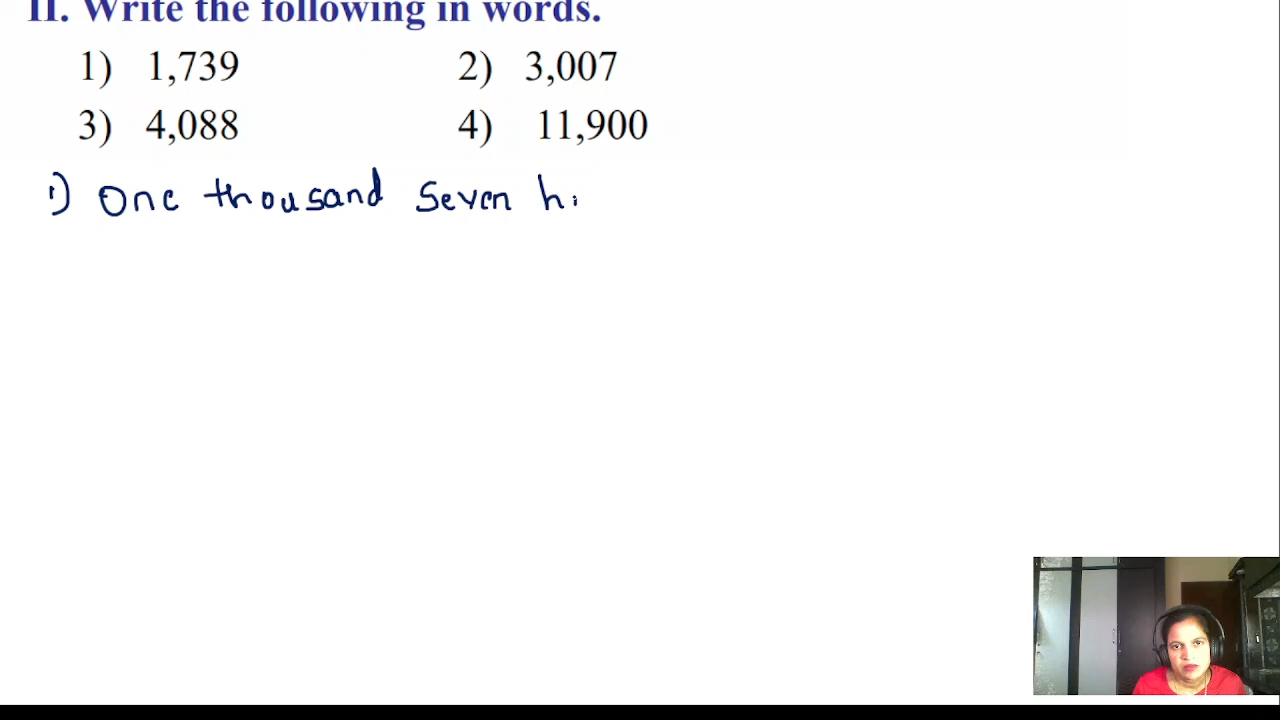 II. Write the following in words.
1) 1,739 2) 3,007
3) 4,088 4) 11,900
1) One thousand Seven h